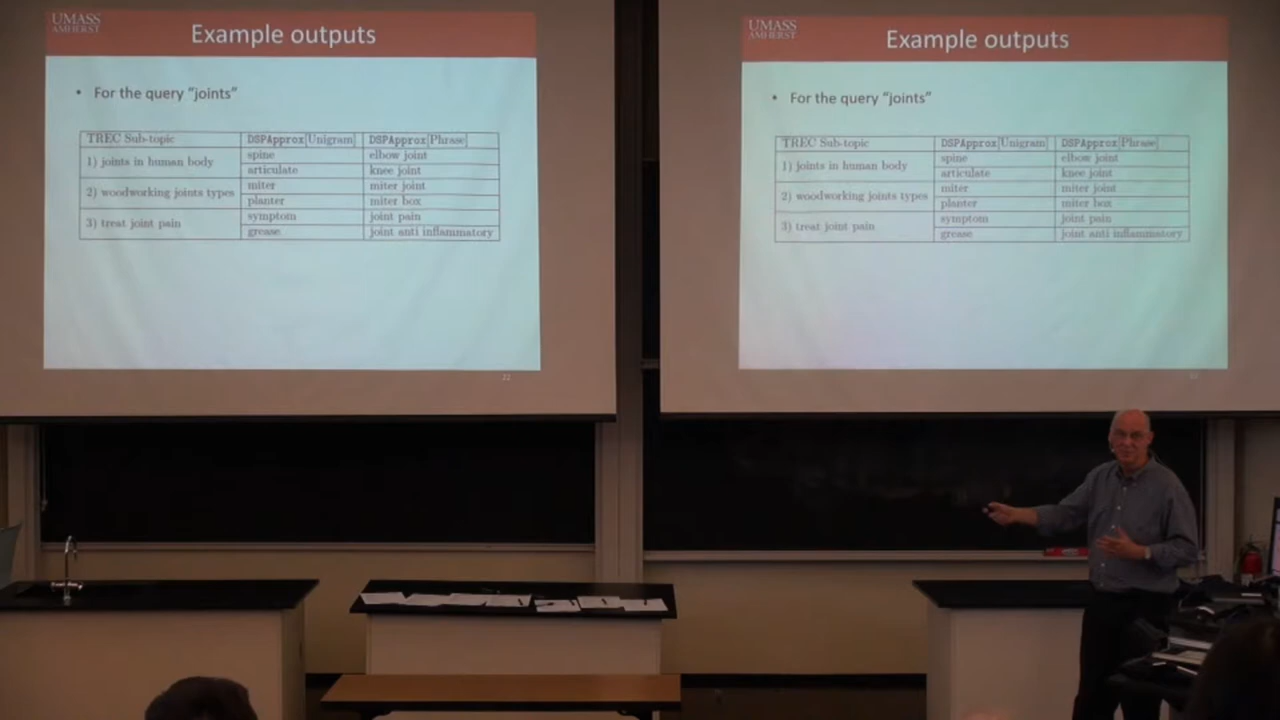 UMASS
AMHERST
Example outputs
• For the query "joints"
TREC Sub-topic DSPApprox[Unigram] DSPApprox[Phrase]
1) joints in human body spine elbow joint
articulate knee joint
2) woodworking joints types miter miter joint
planter miter box
3) treat joint pain symptom joint pain
grease joint anti inflammatory
22
UMASS
AMHERST
Example outputs
• For the query "joints"
TREC Sub-topic DSPApprox[Unigram] DSPApprox[Phrase]
1) joints in human body spine elbow joint
articulate knee joint
2) woodworking joints types miter miter joint
planter miter box
3) treat joint pain symptom joint pain
grease joint anti inflammatory